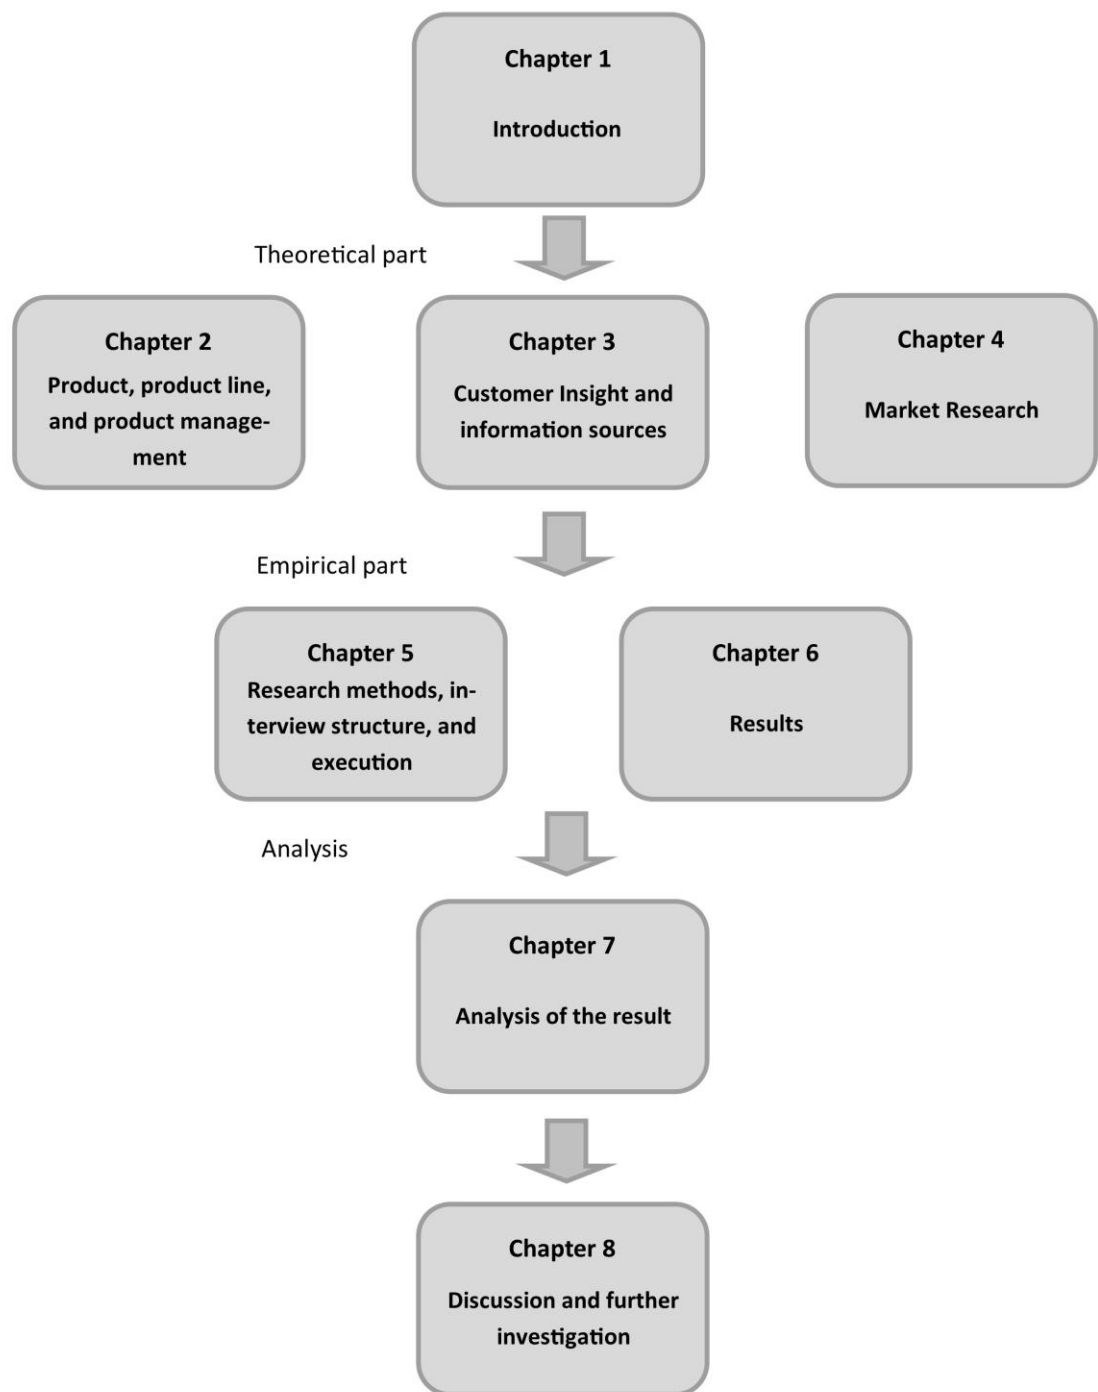 Chapter 1
Introduction
Theoretical part
Chapter 2
Product, product line,
and product manage-
ment
Chapter 3
Customer Insight and
information sources
Chapter 4
Market Research
Empirical part
Chapter 5
Research methods, in-
terview structure, and
execution
Chapter 6
Results
Analysis
Chapter 7
Analysis of the result
Chapter 8
Discussion and further
investigation